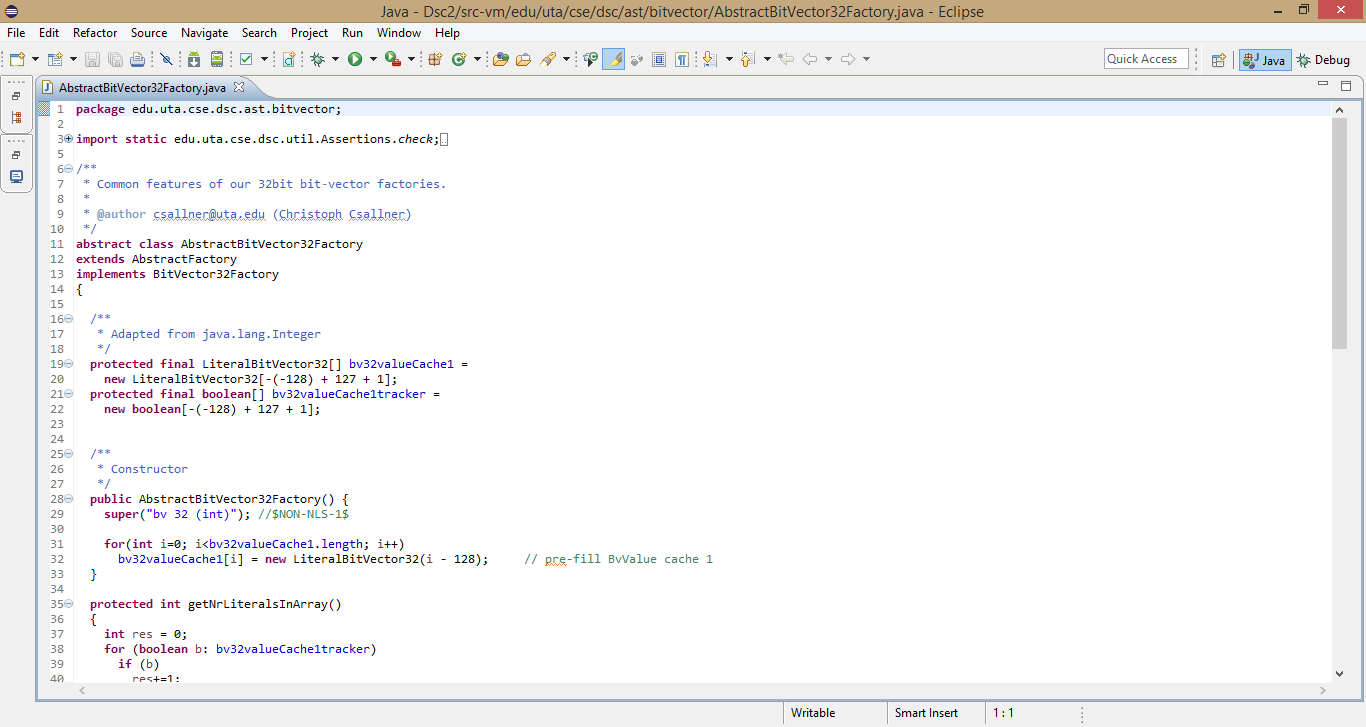 Java - Dsc2/src-vm/edu/uta/cse/dsc/ast/bitvector/AbstractBitVector32Factory.java - Eclipse
File Edit Refactor Source Navigate Search Project Run Window Help
Quick Access Java Debug
AbstractBitVector32Factory.java
1 package edu.uta.cse.dsc.ast.bitvector;
2
3 import static edu.uta.cse.dsc.util.Assertions.check;
5
6 /**
7  * Common features of our 32bit bit-vector factories.
8  *
9  * @author csallner@uta.edu (Christoph Csallner)
10  */
11 abstract class AbstractBitVector32Factory
12 extends AbstractFactory
13 implements BitVector32Factory
14 {
15
16   /**
17    * Adapted from java.lang.Integer
18    */
19   protected final LiteralBitVector32[] bv32valueCache1 =
20     new LiteralBitVector32[-(-128) + 127 + 1];
21   protected final boolean[] bv32valueCache1tracker =
22     new boolean[-(-128) + 127 + 1];
23
24
25   /**
26    * Constructor
27    */
28   public AbstractBitVector32Factory() {
29     super("bv 32 (int)"); //$NON-NLS-1$
30
31     for(int i=0; i<bv32valueCache1.length; i++)
32       bv32valueCache1[i] = new LiteralBitVector32(i - 128);     // pre-fill BvValue cache 1
33   }
34
35   protected int getNrLiteralsInArray()
36   {
37     int res = 0;
38     for (boolean b: bv32valueCache1tracker)
39       if (b)
40         res+=1;
Writable Smart Insert 1 : 1